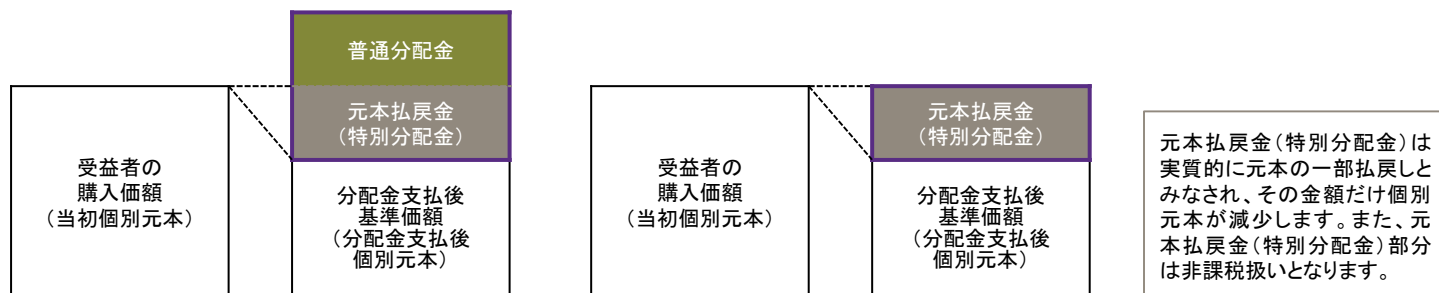 普通分配金
元本払戻金
（特別分配金）
受益者の
購入価額
（当初個別元本）
分配金支払後
基準価額
（分配金支払後
個別元本）
元本払戻金
（特別分配金）
受益者の
購入価額
（当初個別元本）
分配金支払後
基準価額
（分配金支払後
個別元本）
元本払戻金（特別分配金）は
実質的に元本の一部払戻しと
みなされ、その金額だけ個別
元本が減少します。また、元
本払戻金（特別分配金）部分
は非課税扱いとなります。